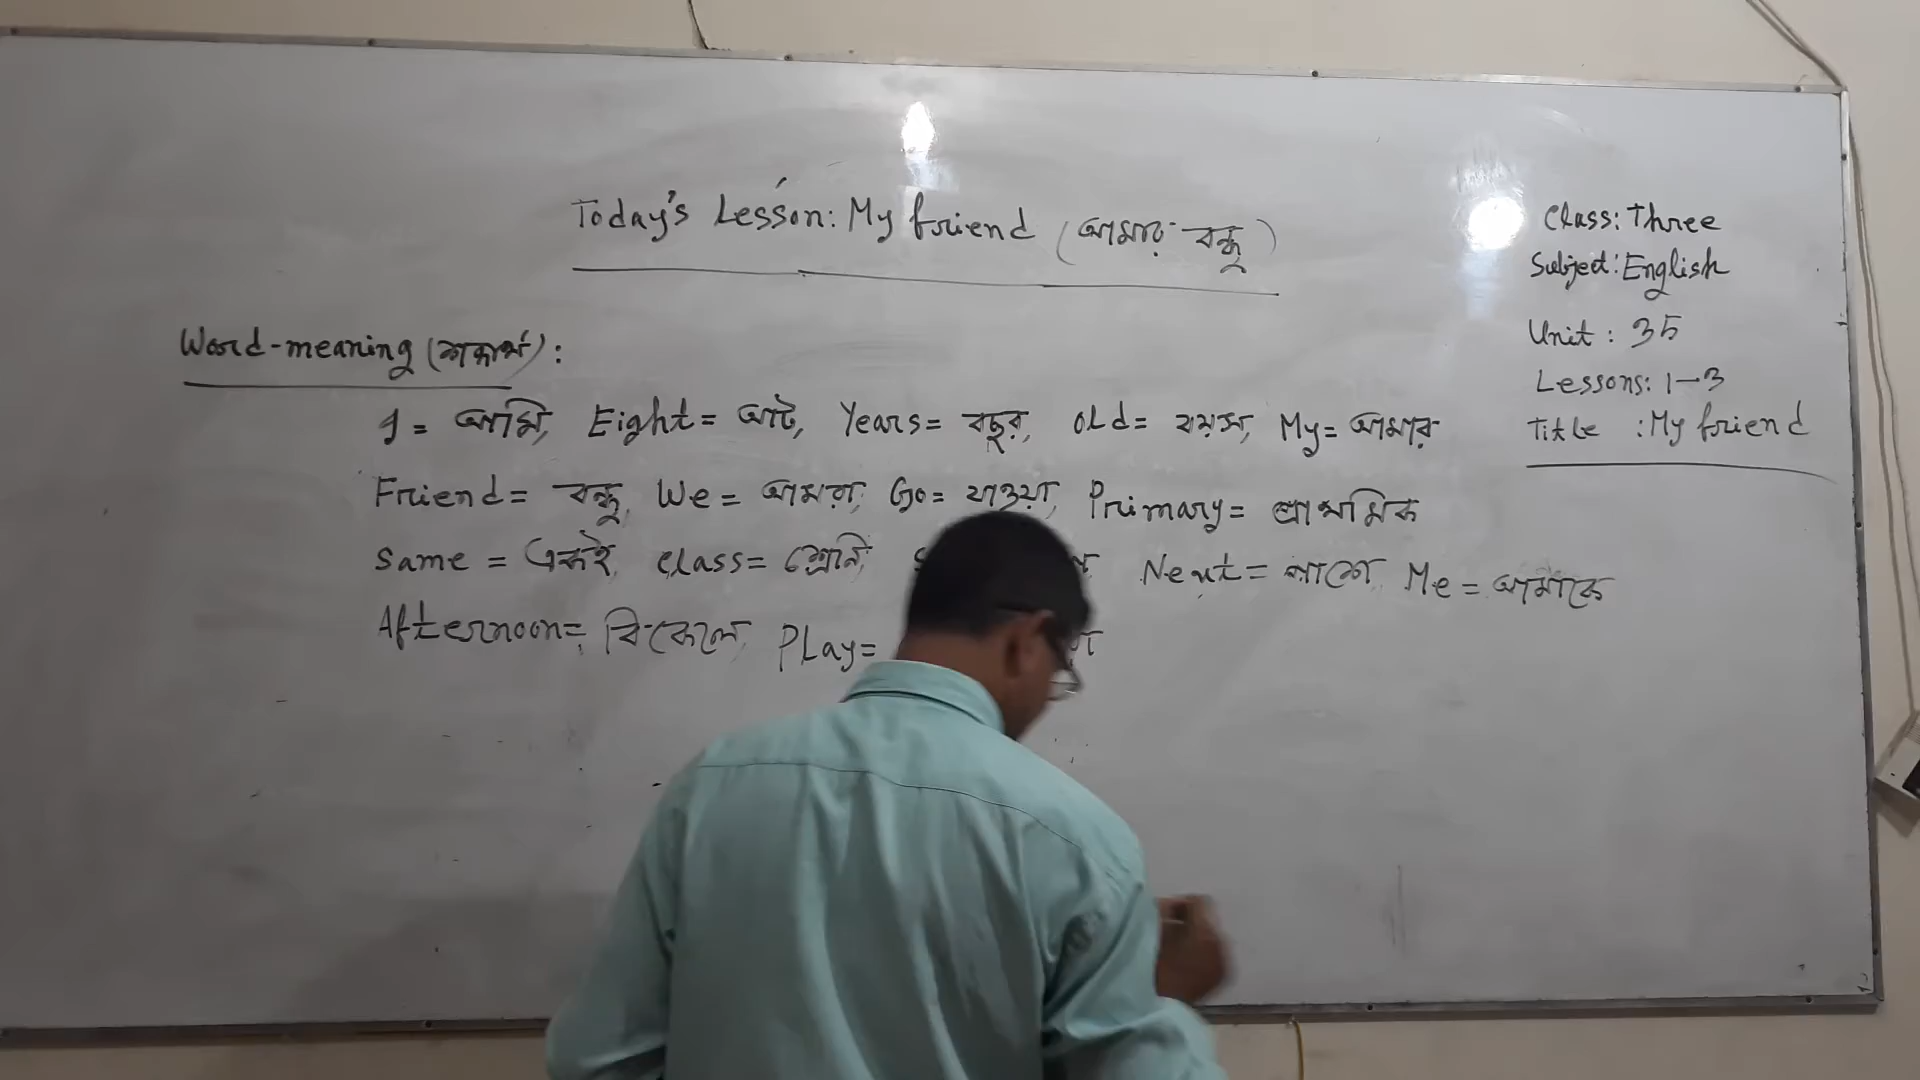 Today's Lesson: My friend (আমার বন্ধু)
Class: Three
Subject: English
Unit : 35
Lessons: 1-3
Title : My friend
Word-meaning (শব্দার্থ):
I = আমি, Eight = আট, Years = বছর, Old = বয়স, My = আমার
Friend = বন্ধু, We = আমরা, Go = যাওয়া, Primary = প্রাথমিক
Same = একই, Class = শ্রেনি, Next = পাশে, Me = আমাকে
Afternoon = বিকেলে, Play =